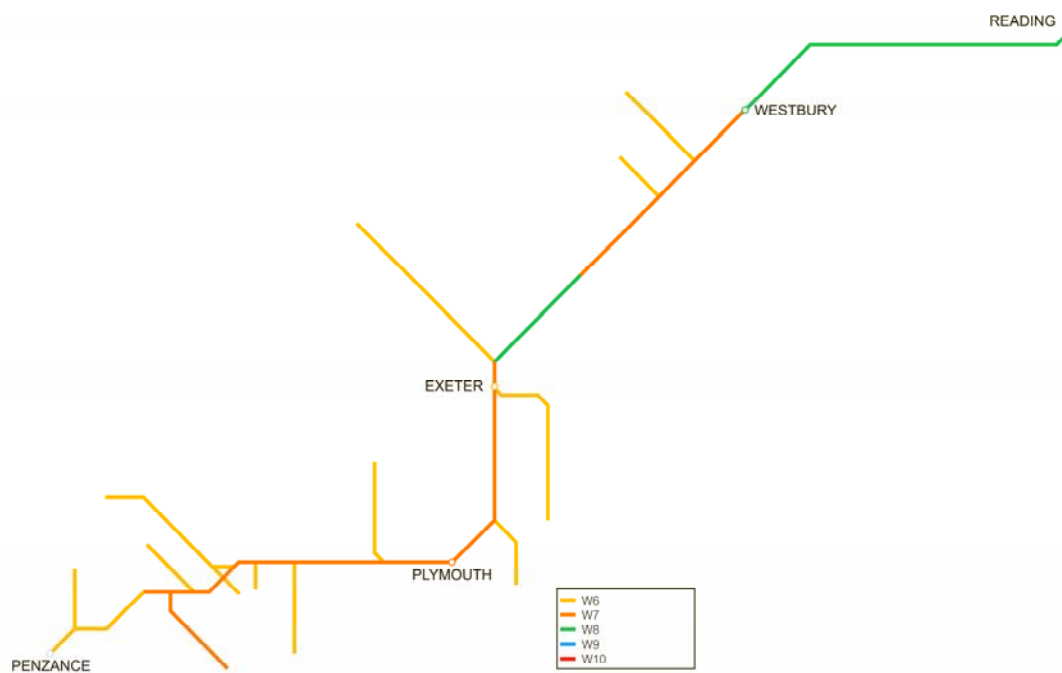 READING
WESTBURY
EXETER
PLYMOUTH
W6
W7
W8
W9
W10
PENZANCE